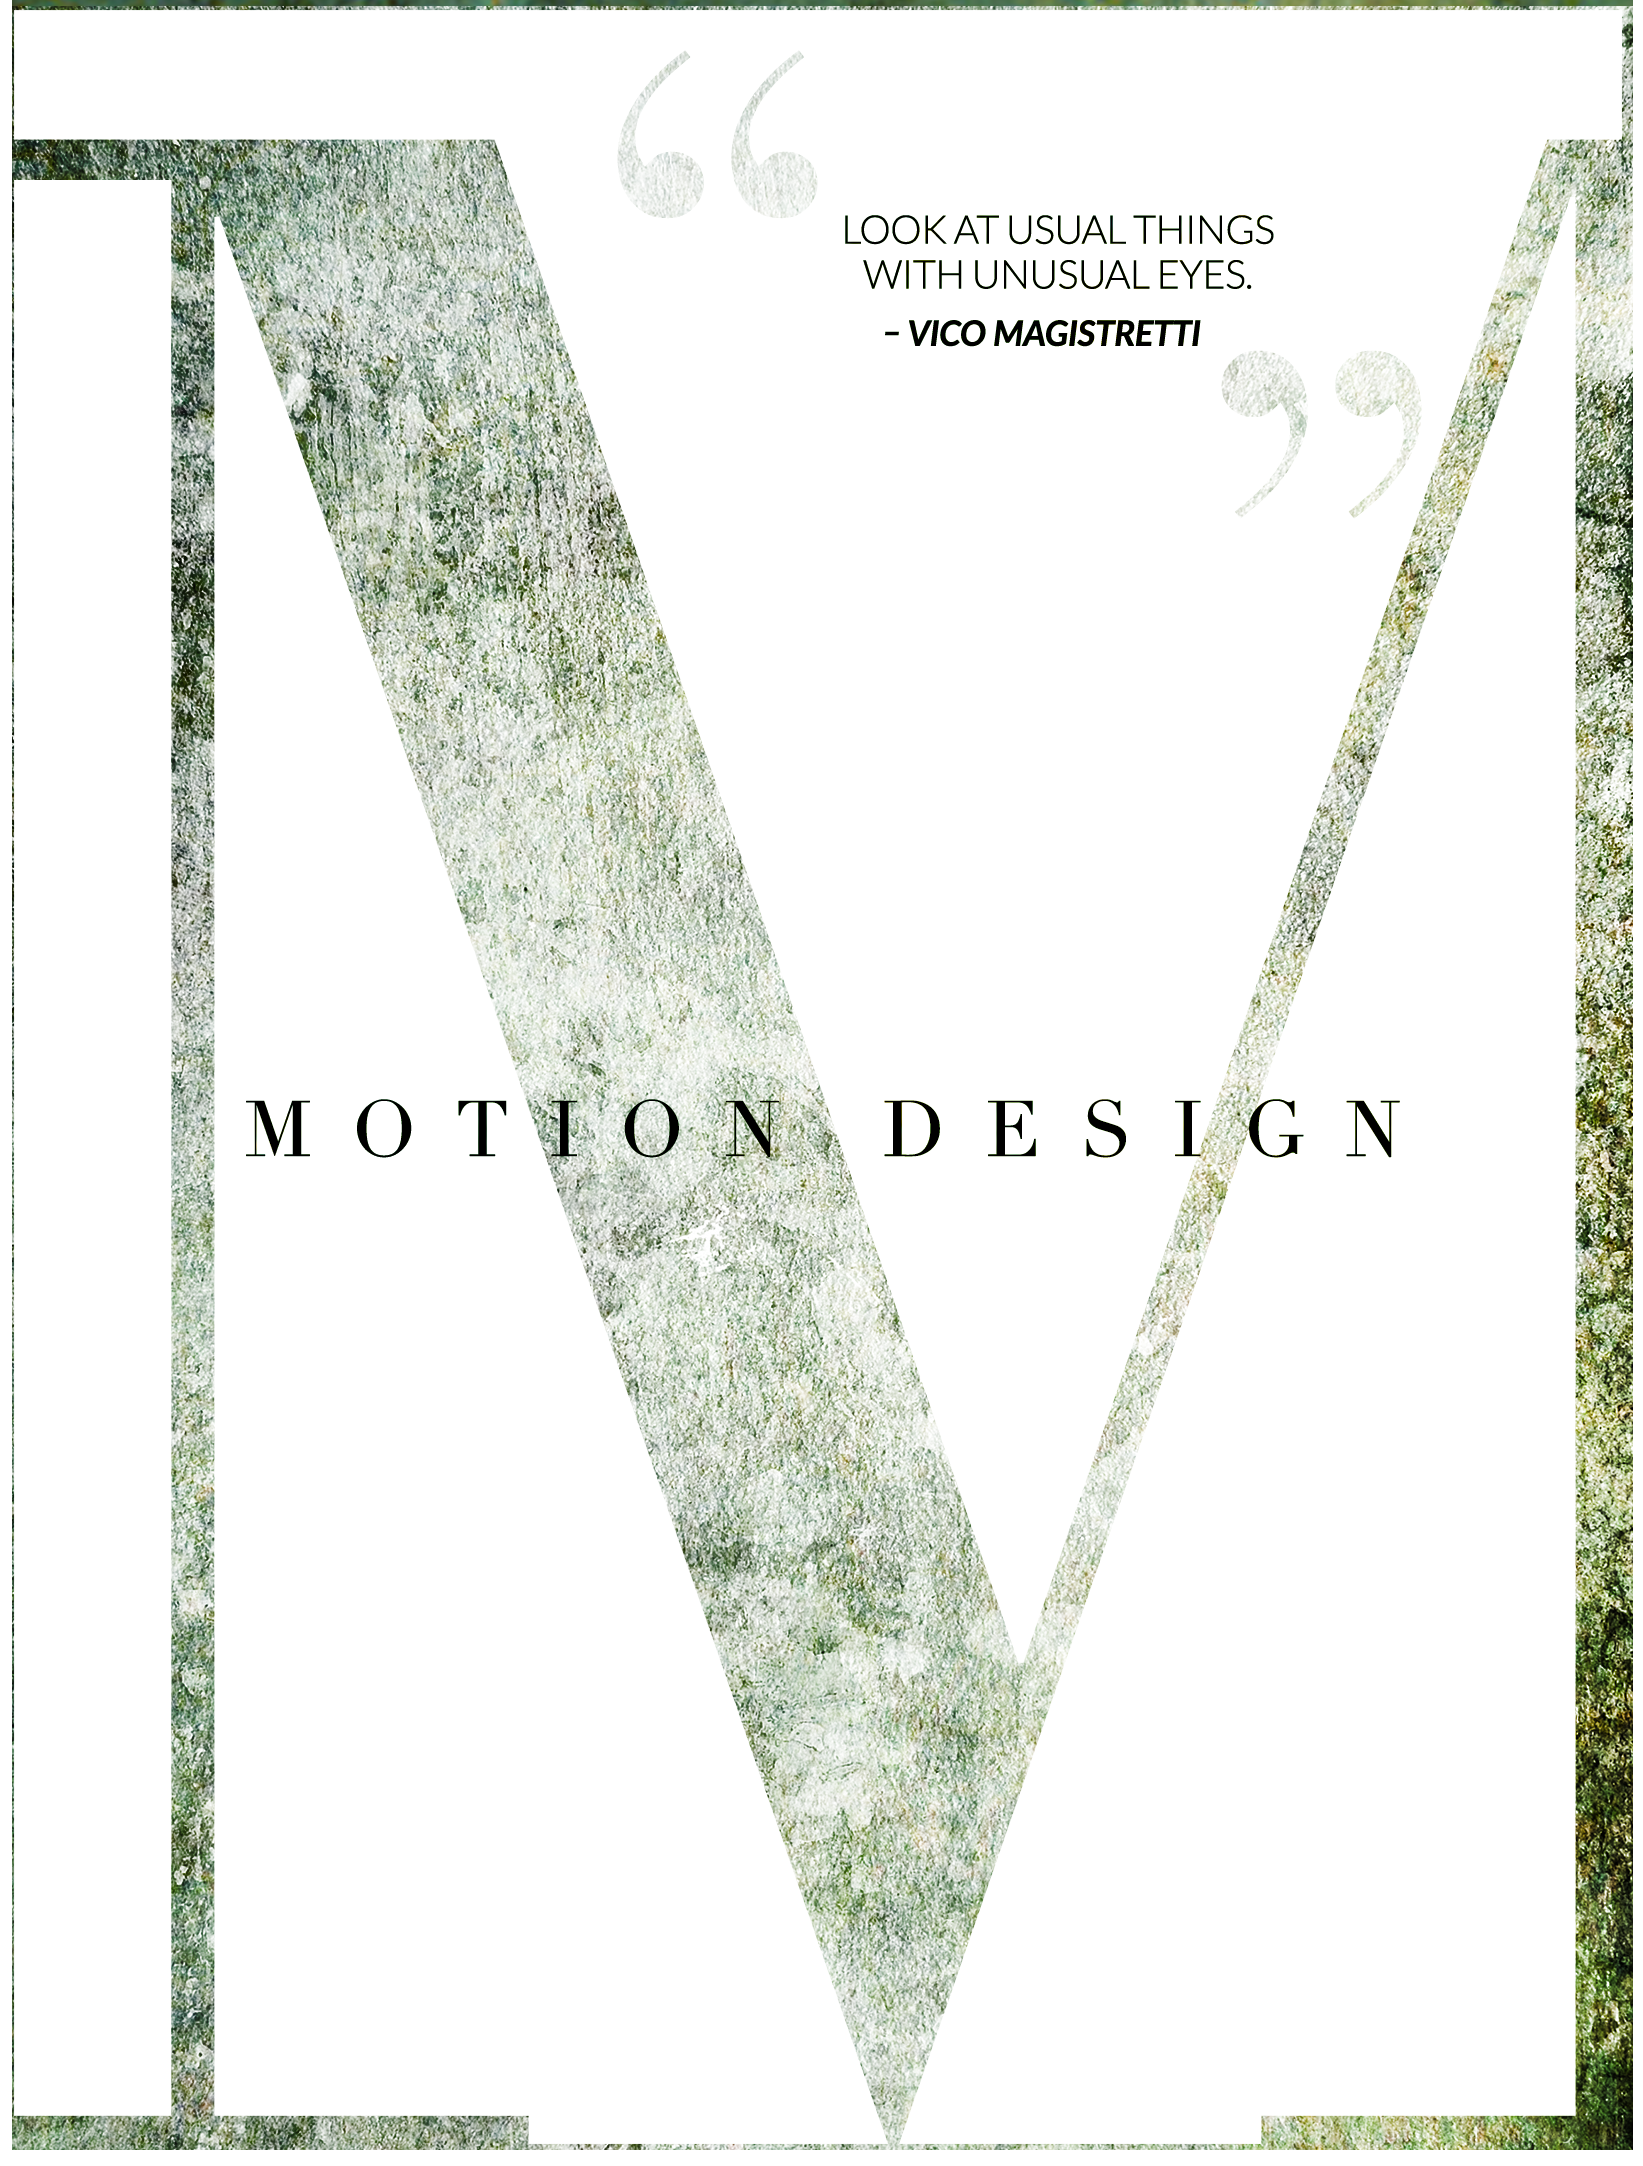 “
LOOK AT USUAL THINGS
WITH UNUSUAL EYES.
– VICO MAGISTRETTI
”
MOTION DESIGN
M